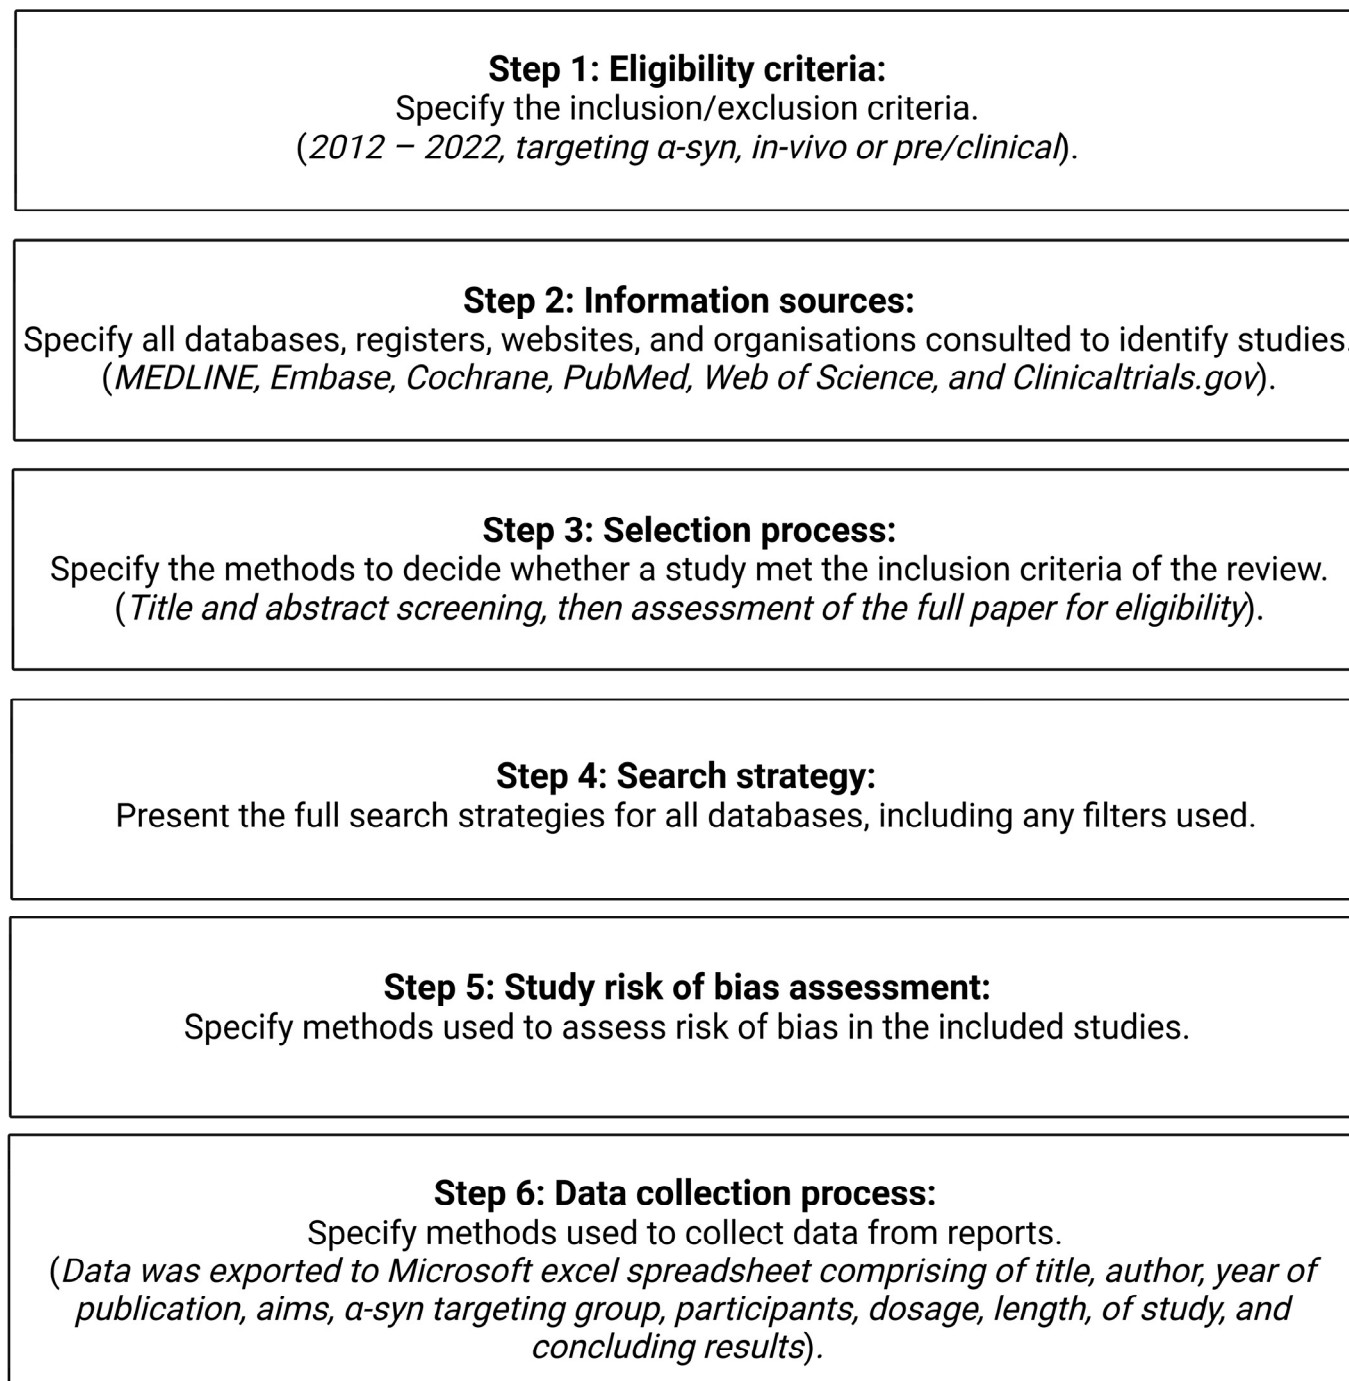 Step 1: Eligibility criteria:
Specify the inclusion/exclusion criteria.
(2012 – 2022, targeting α-syn, in-vivo or pre/clinical).
Step 2: Information sources:
Specify all databases, registers, websites, and organisations consulted to identify studies.
(MEDLINE, Embase, Cochrane, PubMed, Web of Science, and Clinicaltrials.gov).
Step 3: Selection process:
Specify the methods to decide whether a study met the inclusion criteria of the review.
(Title and abstract screening, then assessment of the full paper for eligibility).
Step 4: Search strategy:
Present the full search strategies for all databases, including any filters used.
Step 5: Study risk of bias assessment:
Specify methods used to assess risk of bias in the included studies.
Step 6: Data collection process:
Specify methods used to collect data from reports.
(Data was exported to Microsoft excel spreadsheet comprising of title, author, year of
publication, aims, α-syn targeting group, participants, dosage, length, of study, and
concluding results).